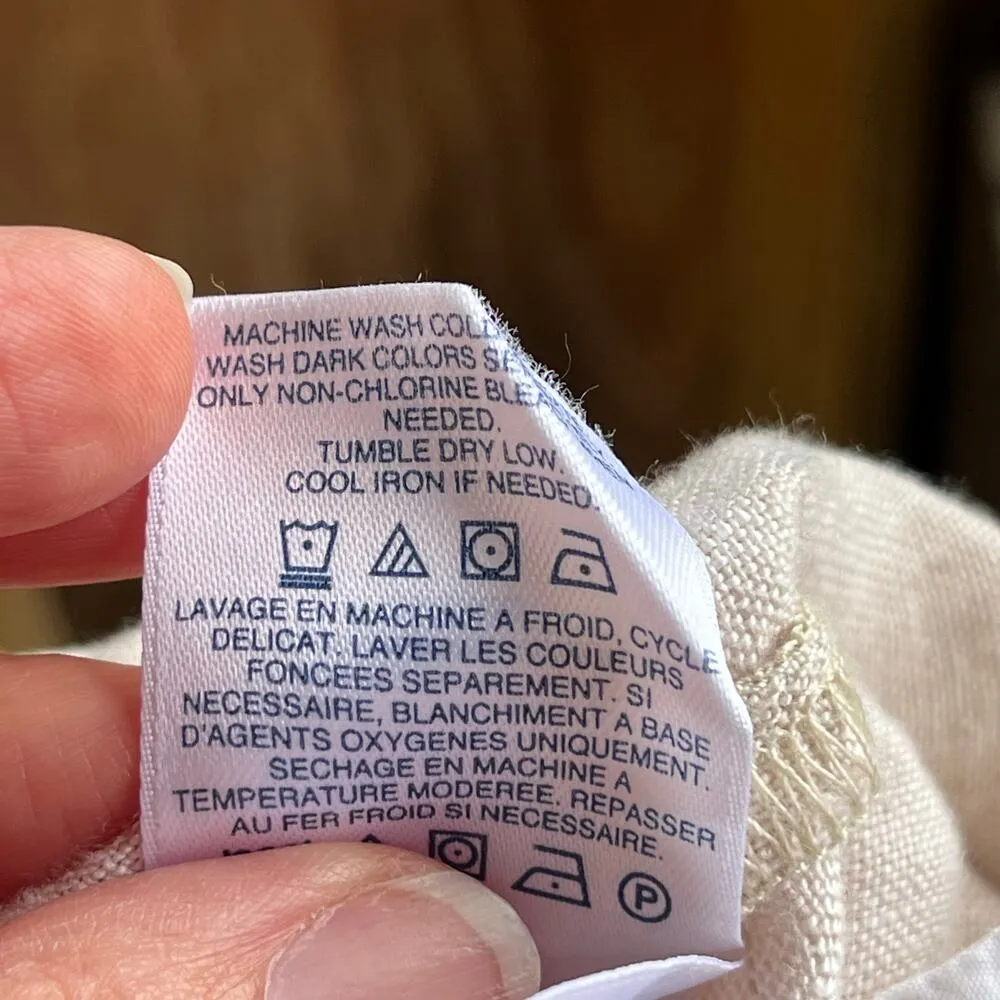 MACHINE WASH COLD
WASH DARK COLORS
ONLY NON-CHLORINE
NEEDED.
TUMBLE DRY LOW.
COOL IRON IF NEEDED.
LAVAGE EN MACHINE A FROID, CYCLE
DELICAT. LAVER LES COULEURS
FONCEES SEPAREMENT. SI
NECESSAIRE, BLANCHIMENT A BASE
D'AGENTS OXYGENES UNIQUEMENT.
SECHAGE EN MACHINE A
TEMPERATURE MODEREE. REPASSER
AU FER FROID SI NECESSAIRE.
P